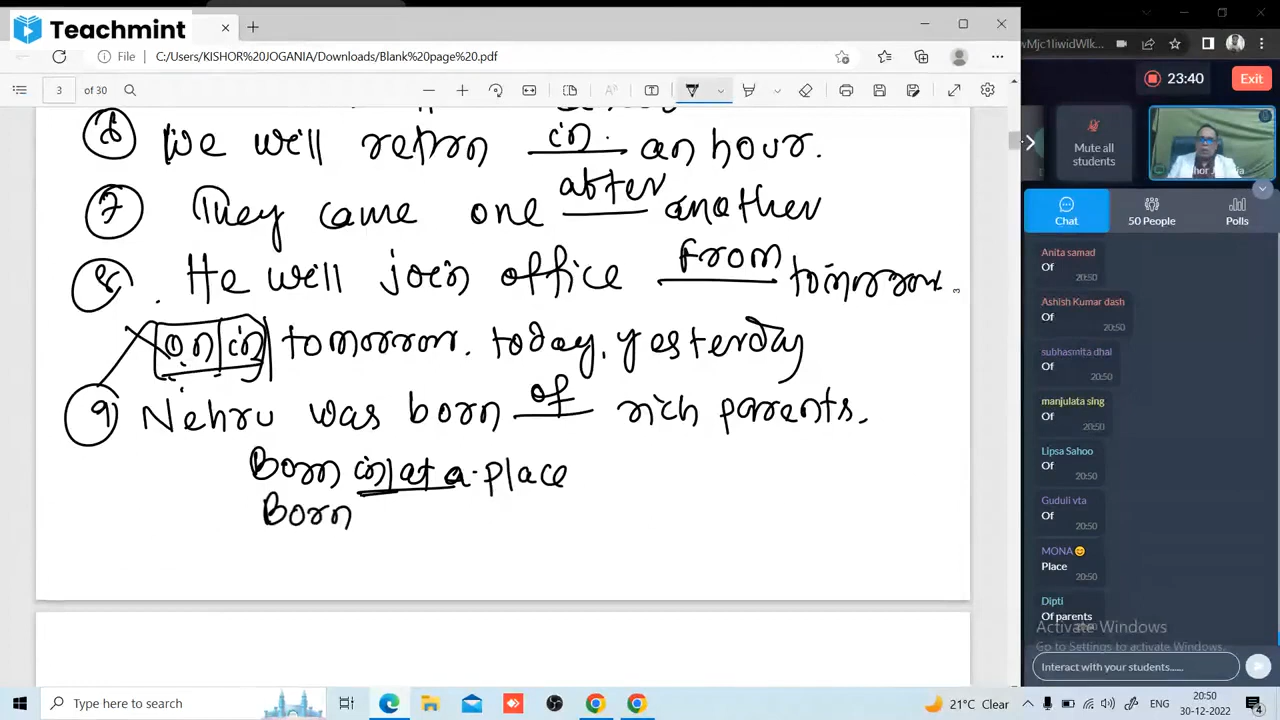 Teachmint
File C:/Users/KISHOR%20JOGANIA/Downloads/Blank%20page%20.pdf
wMjc1IiwidWlk...
23:40 Exit
3 of 30
Mute all students
Chat 50 People Polls
6 We will return in. an hour.
7 They came one after another
8. He will join office from tomorrow.
on in tomorrow. today, yesterday
9 Nehru was born of rich parents.
Born in/at a place
Born
Anita samad
Of
20:50
Ashish Kumar dash
Of
20:50
subhasmita dhal
Of
20:50
manjulata sing
Of
20:50
Lipsa Sahoo
Of
20:50
Guduli vta
Of
20:50
MONA😊
Place
20:50
Dipti
Of parents
20:50
Activate Windows
Go to Settings to activate Windows.
Interact with your students......
Type here to search
21°C Clear
ENG
20:50
30-12-2022
4